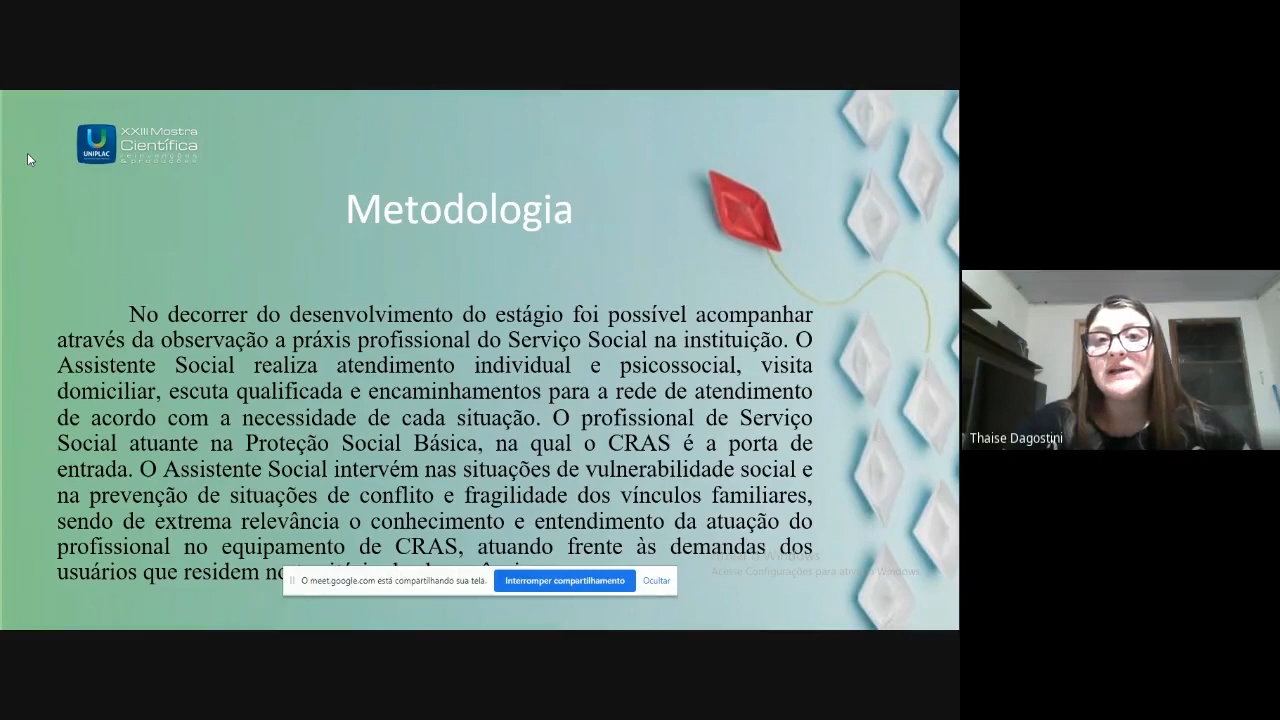 XXIII Mostra
Científica
UNIPLAC
Metodologia
No decorrer do desenvolvimento do estágio foi possível acompanhar
através da observação a práxis profissional do Serviço Social na instituição. O
Assistente Social realiza atendimento individual e psicossocial, visita
domiciliar, escuta qualificada e encaminhamentos para a rede de atendimento
de acordo com a necessidade de cada situação. O profissional de Serviço
Social atuante na Proteção Social Básica, na qual o CRAS é a porta de
entrada. O Assistente Social intervém nas situações de vulnerabilidade social e
na prevenção de situações de conflito e fragilidade dos vínculos familiares,
sendo de extrema relevância o conhecimento e entendimento da atuação do
profissional no equipamento de CRAS, atuando frente às demandas dos
usuários que residem no
Acesse Configurações para ativar o Windows.
O meet.google.com está compartilhando sua tela.
Interromper compartilhamento
Ocultar
Thaise Dagostini